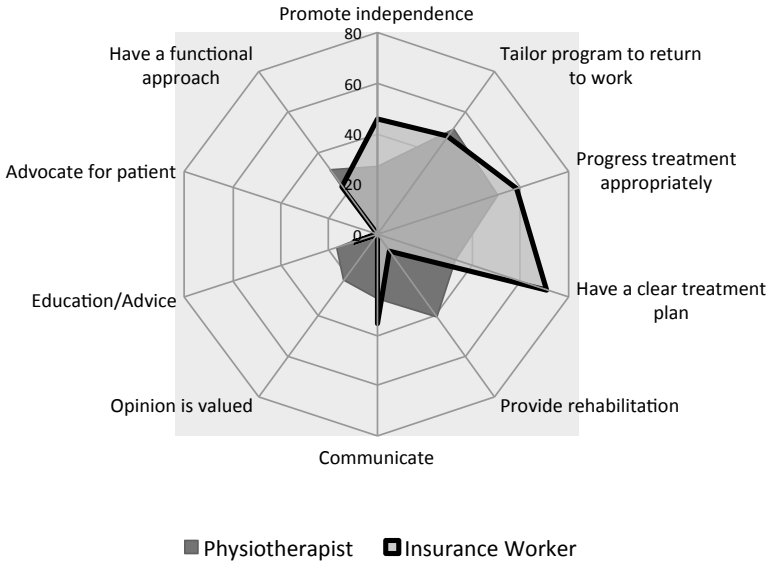 Promote independence
80
Have a functional
approach
Tailor program to return
to work
60
40
Advocate for patient
Progress treatment
appropriately
20
0
Education/Advice
Have a clear treatment
plan
Opinion is valued
Provide rehabilitation
Communicate
Physiotherapist
Insurance Worker